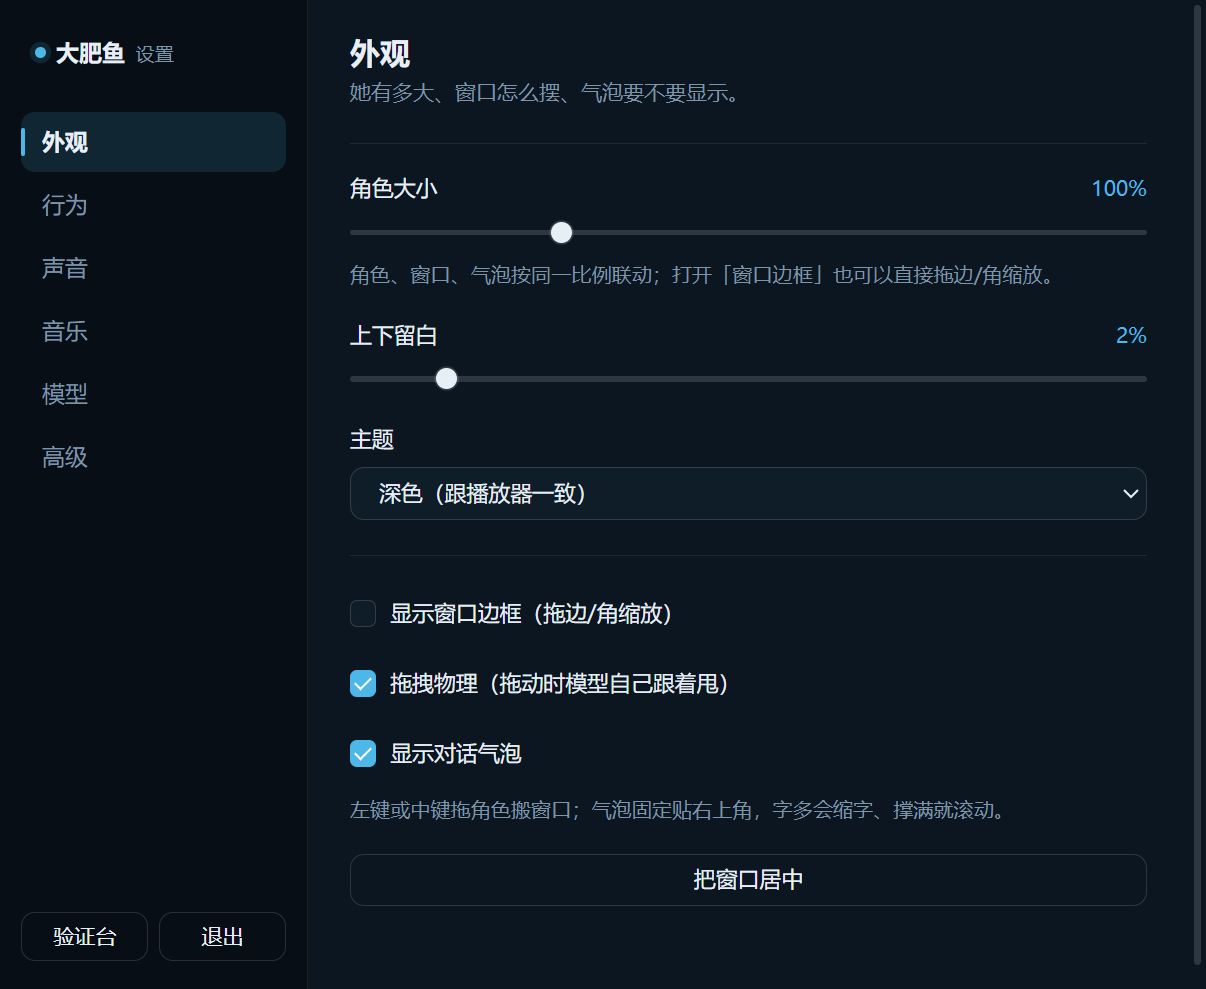 大肥鱼 设置
外观
行为
声音
音乐
模型
高级
验证台
退出
外观
她有多大、窗口怎么摆、气泡要不要显示。
角色大小
100%
角色、窗口、气泡按同一比例联动；打开「窗口边框」也可以直接拖边/角缩放。
上下留白
2%
主题
深色（跟播放器一致）
显示窗口边框（拖边/角缩放）
拖拽物理（拖动时模型自己跟着甩）
显示对话气泡
左键或中键拖角色搬窗口；气泡固定贴右上角，字多会缩字、撑满就滚动。
把窗口居中